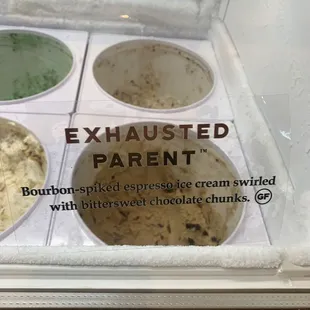 EXHAUSTED
PARENT™
Bourbon-spiked espresso ice cream swirled
with bittersweet chocolate chunks. GF